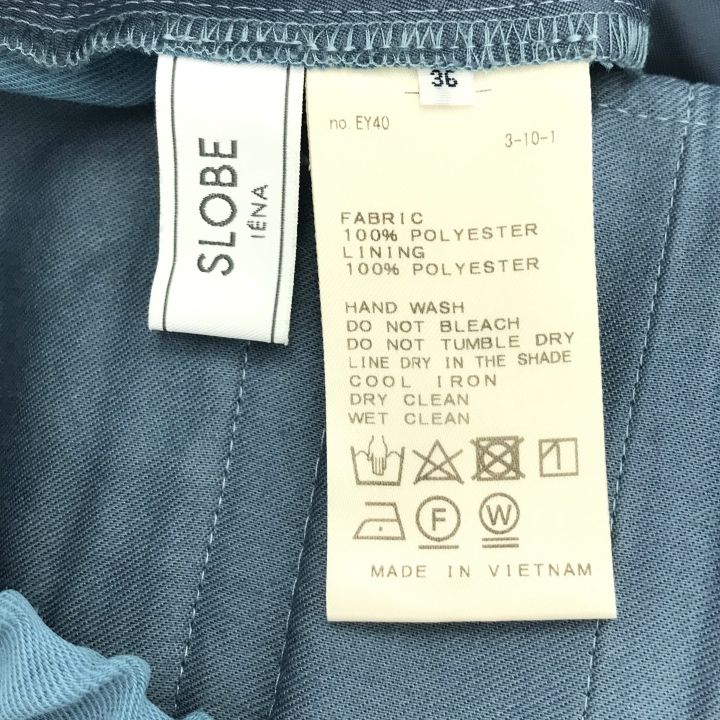 SLOBE
IÉNA
36
no. EY40
3-10-1
FABRIC
100% POLYESTER
LINING
100% POLYESTER
HAND WASH
DO NOT BLEACH
DO NOT TUMBLE DRY
LINE DRY IN THE SHADE
COOL IRON
DRY CLEAN
WET CLEAN
F
W
MADE IN VIETNAM